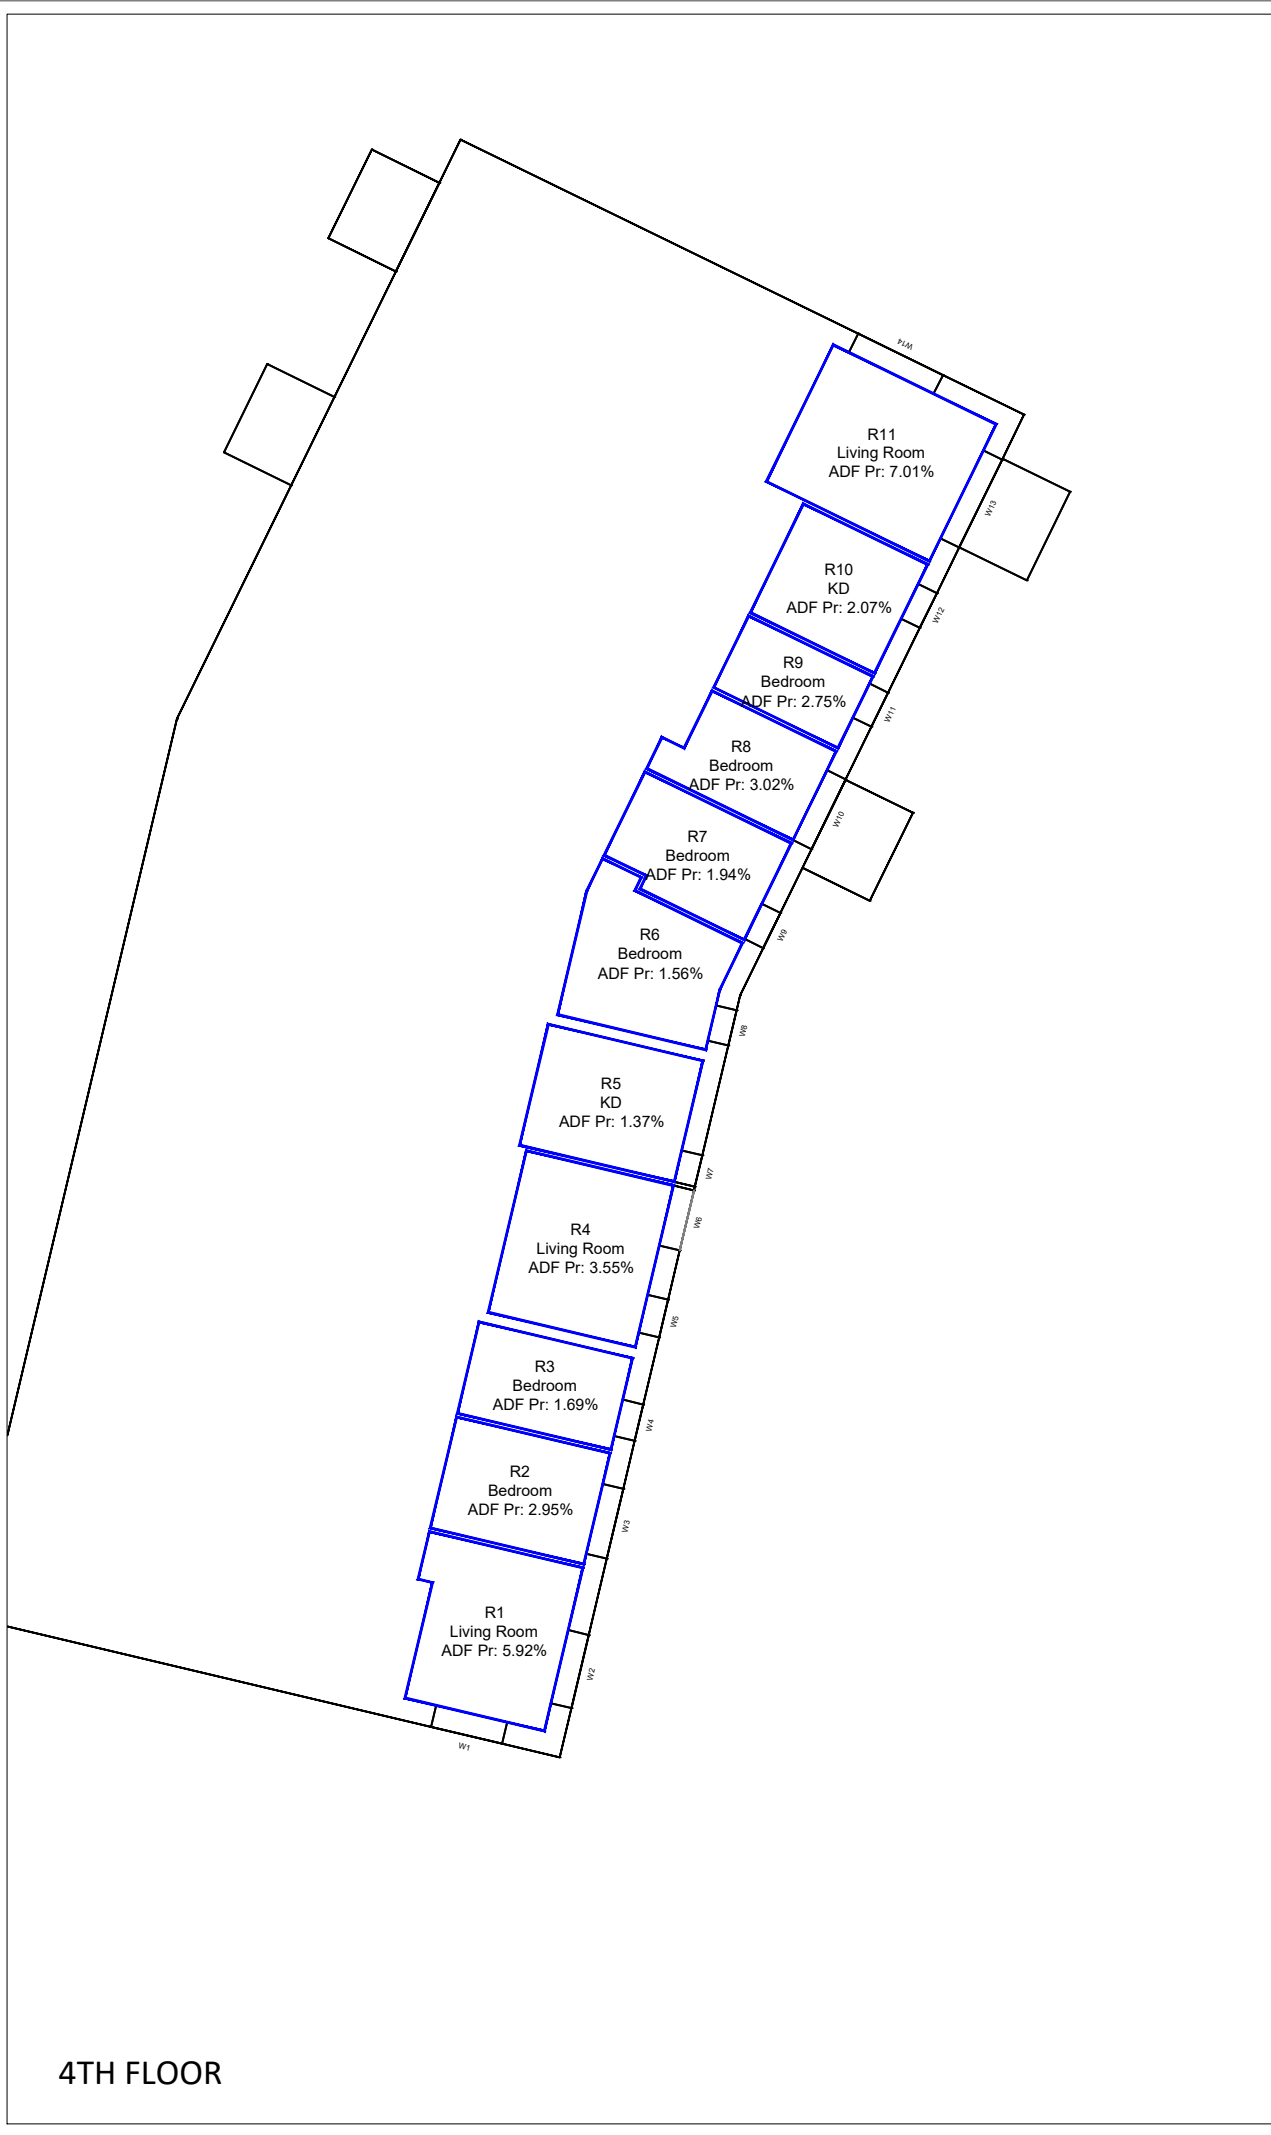 W14
R11
Living Room
ADF Pr: 7.01%
W13
R10
KD
ADF Pr: 2.07%
W12
R9
Bedroom
ADF Pr: 2.75%
W11
R8
Bedroom
ADF Pr: 3.02%
W10
R7
Bedroom
ADF Pr: 1.94%
W9
R6
Bedroom
ADF Pr: 1.56%
W8
R5
KD
ADF Pr: 1.37%
W7
W6
R4
Living Room
ADF Pr: 3.55%
W5
R3
Bedroom
ADF Pr: 1.69%
W4
R2
Bedroom
ADF Pr: 2.95%
W3
R1
Living Room
ADF Pr: 5.92%
W2
W1
4TH FLOOR